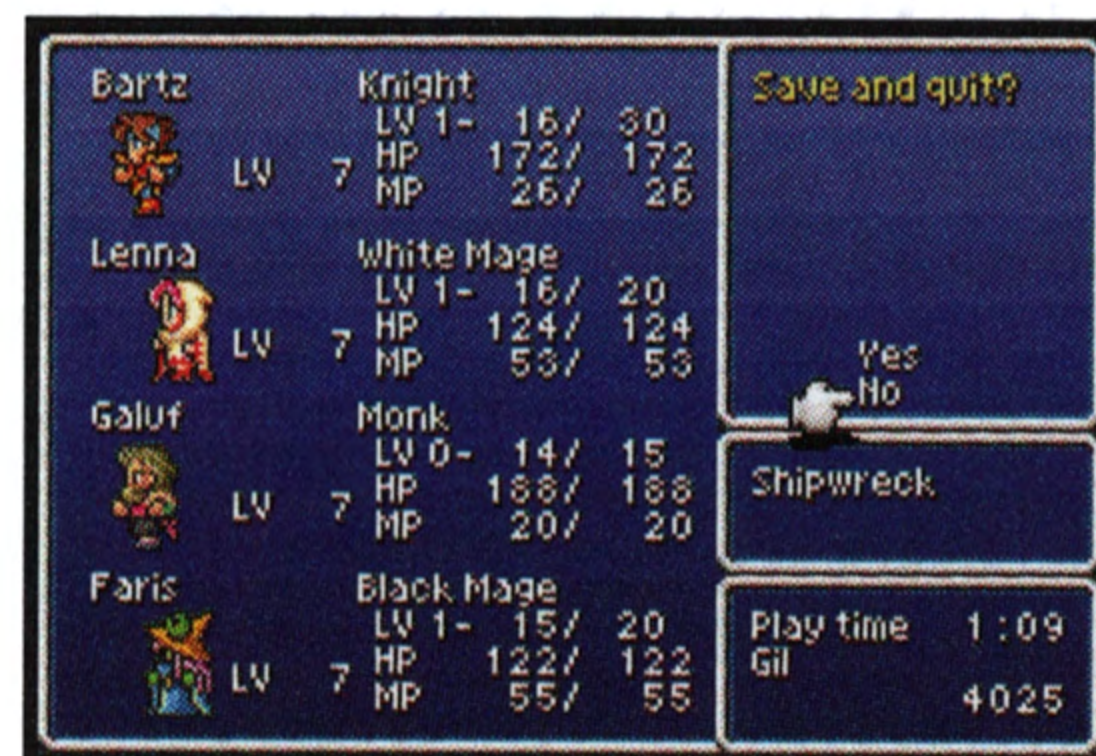 Bartz Knight
LV 1- 16/ 30
LV 7 HP 172/ 172
MP 26/ 26
Lenna White Mage
LV 1- 16/ 20
LV 7 HP 124/ 124
MP 53/ 53
Galuf Monk
LV 0- 14/ 15
LV 7 HP 188/ 188
MP 20/ 20
Faris Black Mage
LV 1- 15/ 20
LV 7 HP 122/ 122
MP 55/ 55
Save and quit?
Yes
No
Shipwreck
Play time 1:09
Gil
4025